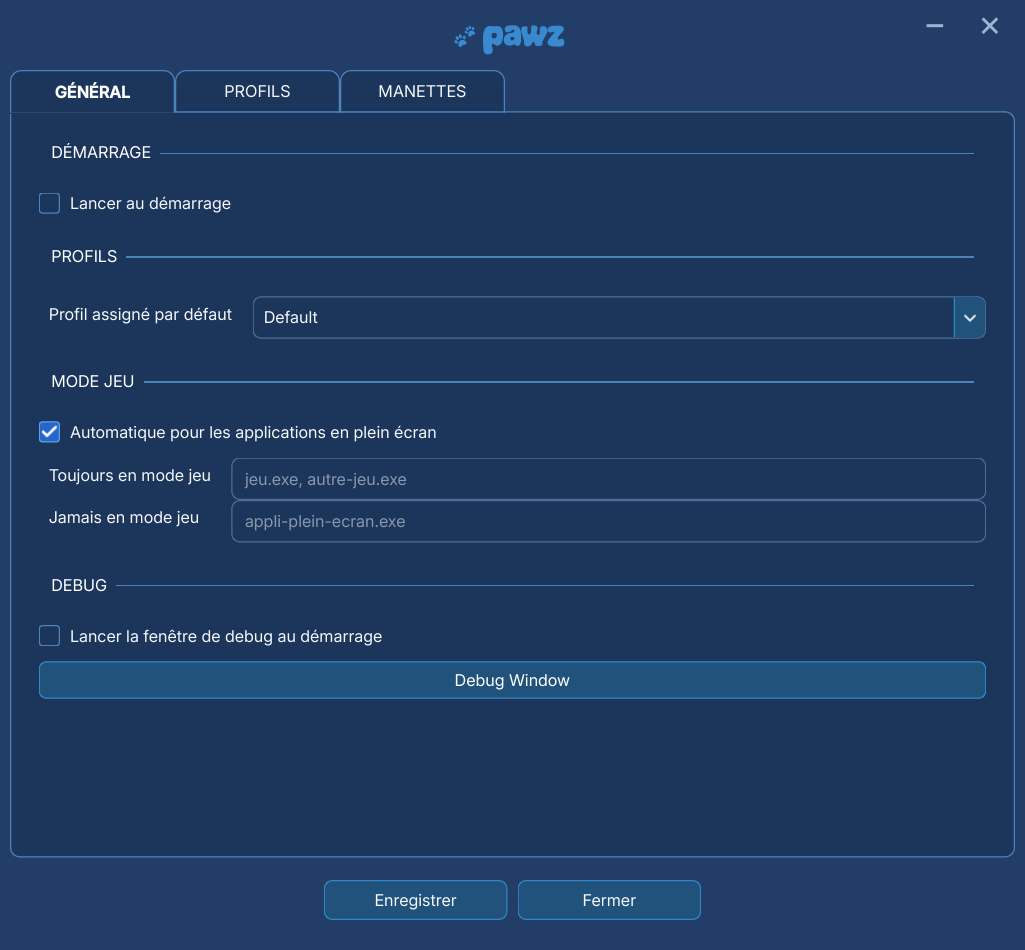 pawz
GÉNÉRAL
PROFILS
MANETTES
DÉMARRAGE
Lancer au démarrage
PROFILS
Profil assigné par défaut
Default
MODE JEU
Automatique pour les applications en plein écran
Toujours en mode jeu
jeu.exe, autre-jeu.exe
Jamais en mode jeu
appli-plein-ecran.exe
DEBUG
Lancer la fenêtre de debug au démarrage
Debug Window
Enregistrer
Fermer